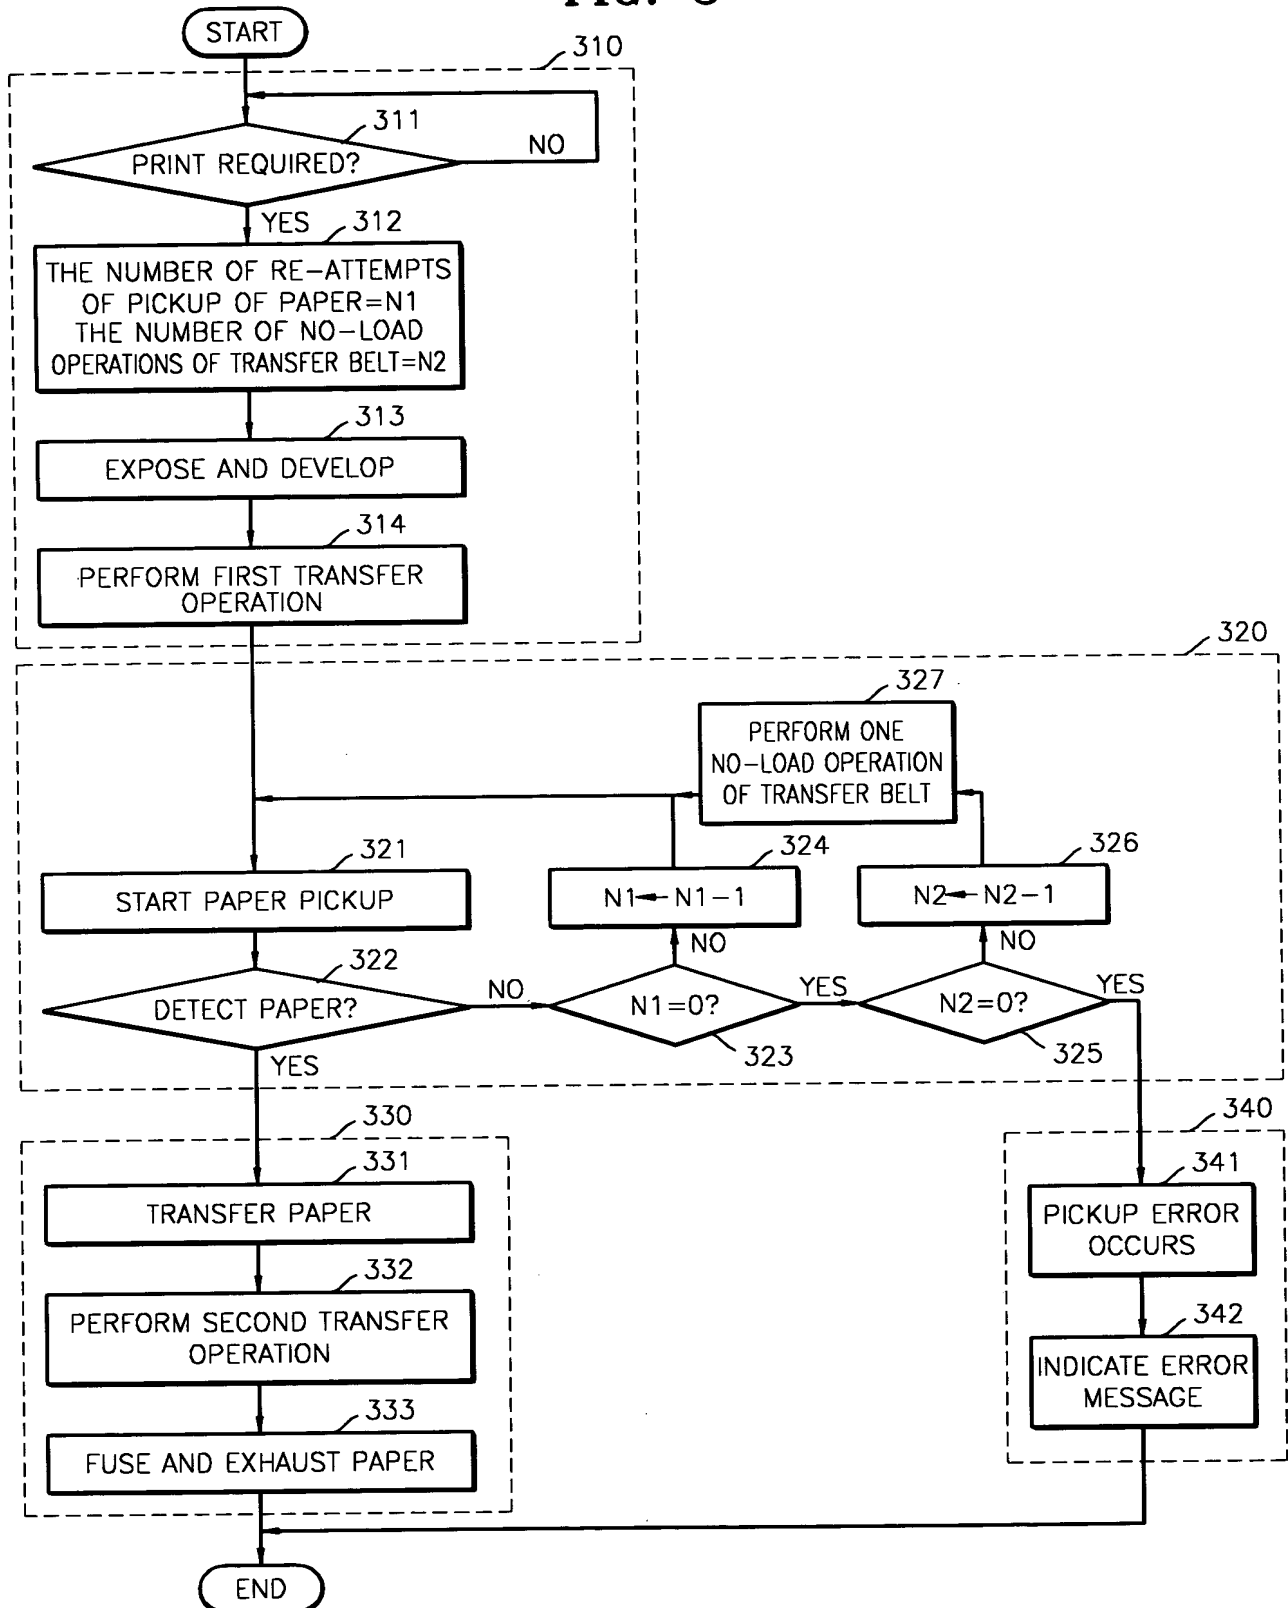 START
310
311
PRINT REQUIRED?
NO
YES
312
THE NUMBER OF RE-ATTEMPTS
OF PICKUP OF PAPER=N1
THE NUMBER OF NO-LOAD
OPERATIONS OF TRANSFER BELT=N2
313
EXPOSE AND DEVELOP
314
PERFORM FIRST TRANSFER
OPERATION
320
327
PERFORM ONE
NO-LOAD OPERATION
OF TRANSFER BELT
321
START PAPER PICKUP
324
N1←N1-1
326
N2←N2-1
NO
NO
322
DETECT PAPER?
NO
N1=0?
YES
N2=0?
YES
323
325
YES
330
340
331
TRANSFER PAPER
341
PICKUP ERROR
OCCURS
332
PERFORM SECOND TRANSFER
OPERATION
342
INDICATE ERROR
MESSAGE
333
FUSE AND EXHAUST PAPER
END